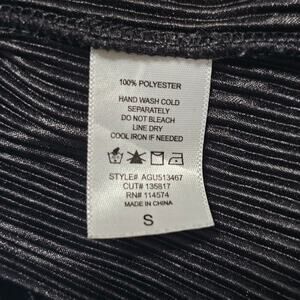 100% POLYESTER
HAND WASH COLD
SEPARATELY
DO NOT BLEACH
LINE DRY
COOL IRON IF NEEDED
STYLE# AGU513467
CUT# 135817
RN# 114574
MADE IN CHINA
S